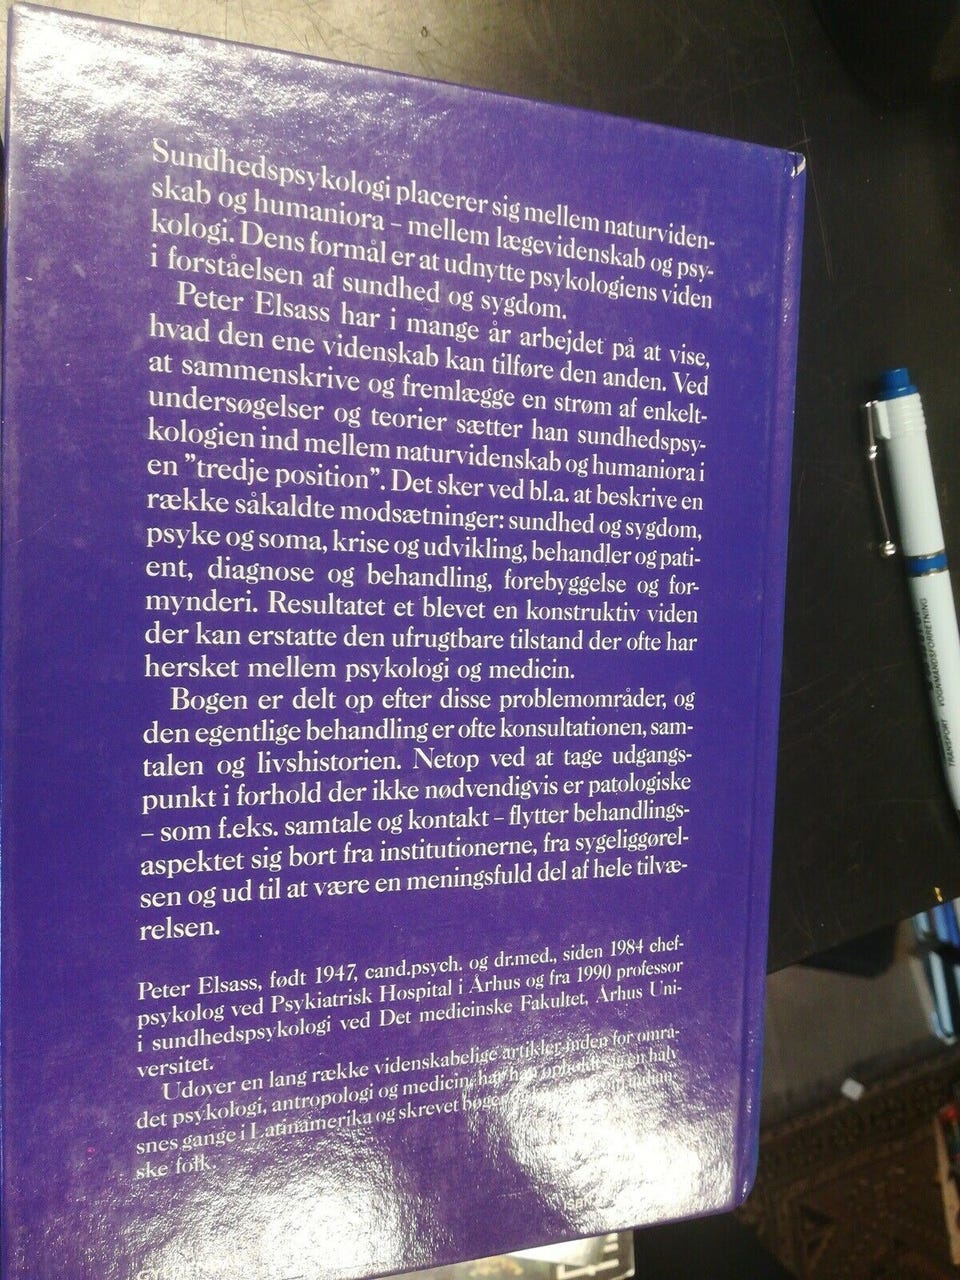 Sundhedspsykologi placerer sig mellem naturviden-
skab og humaniora – mellem lægevidenskab og psy-
kologi. Dens formål er at udnytte psykologiens viden
i forståelsen af sundhed og sygdom.
Peter Elsass har i mange år arbejdet på at vise,
hvad den ene videnskab kan tilføre den anden. Ved
at sammenskrive og fremlægge en strøm af enkelt-
undersøgelser og teorier sætter han sundhedspsy-
kologien ind mellem naturvidenskab og humaniora i
en ”tredje position”. Det sker ved bl.a. at beskrive en
række såkaldte modsætninger: sundhed og sygdom,
psyke og soma, krise og udvikling, behandler og pati-
ent, diagnose og behandling, forebyggelse og for-
mynderi. Resultatet et blevet en konstruktiv viden
der kan erstatte den ufrugtbare tilstand der ofte har
hersket mellem psykologi og medicin.
Bogen er delt op efter disse problemområder, og
den egentlige behandling er ofte konsultationen, sam-
talen og livshistorien. Netop ved at tage udgangs-
punkt i forhold der ikke nødvendigvis er patologiske
– som f.eks. samtale og kontakt – flytter behandlings-
aspektet sig bort fra institutionerne, fra sygeliggørel-
sen og ud til at være en meningsfuld del af hele tilvæ-
relsen.
Peter Elsass, født 1947, cand.psych. og dr.med., siden 1984 chef-
psykolog ved Psykiatrisk Hospital i Århus og fra 1990 professor
i sundhedspsykologi ved Det medicinske Fakultet, Århus Uni-
versitet.
Udover en lang række videnskabelige artikler inden for områ-
det psykologi, antropologi og medicin har han opholdt sig en halv
snes gange i Latinamerika og skrevet bøger indian-
ske folk.
TRANSPORT VOGNMANDSFORRETNING